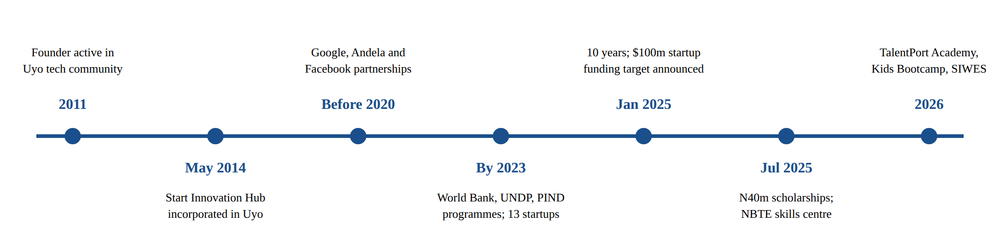 Founder active in
Uyo tech community
2011
May 2014
Start Innovation Hub
incorporated in Uyo
Google, Andela and
Facebook partnerships
Before 2020
By 2023
World Bank, UNDP, PIND
programmes; 13 startups
10 years; $100m startup
funding target announced
Jan 2025
Jul 2025
N40m scholarships;
NBTE skills centre
TalentPort Academy,
Kids Bootcamp, SIWES
2026